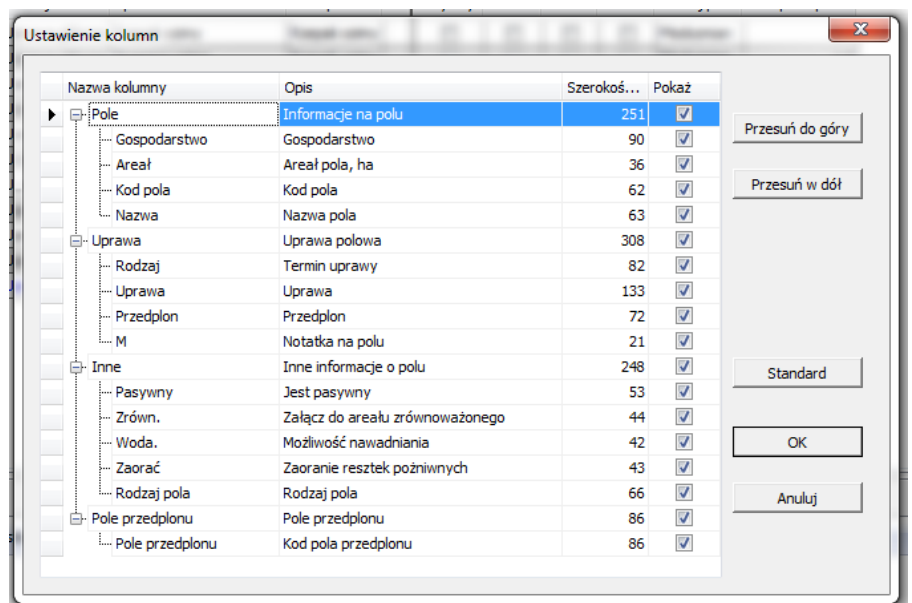 Ustawienie kolumn
Nazwa kolumny Opis Szerokoś... Pokaż
Pole Informacje na polu 251
Gospodarstwo Gospodarstwo 90
Areał Areał pola, ha 36
Kod pola Kod pola 62
Nazwa Nazwa pola 63
Uprawa Uprawa polowa 308
Rodzaj Termin uprawy 82
Uprawa Uprawa 133
Przedplon Przedplon 72
M Notatka na polu 21
Inne Inne informacje o polu 248
Pasywny Jest pasywny 53
Zrówn. Załącz do areału zrównoważonego 44
Woda. Możliwość nawadniania 42
Zaorać Zaoranie resztek pożniwnych 43
Rodzaj pola Rodzaj pola 66
Pole przedplonu Pole przedplonu 86
Pole przedplonu Kod pola przedplonu 86
Przesuń do góry
Przesuń w dół
Standard
OK
Anuluj